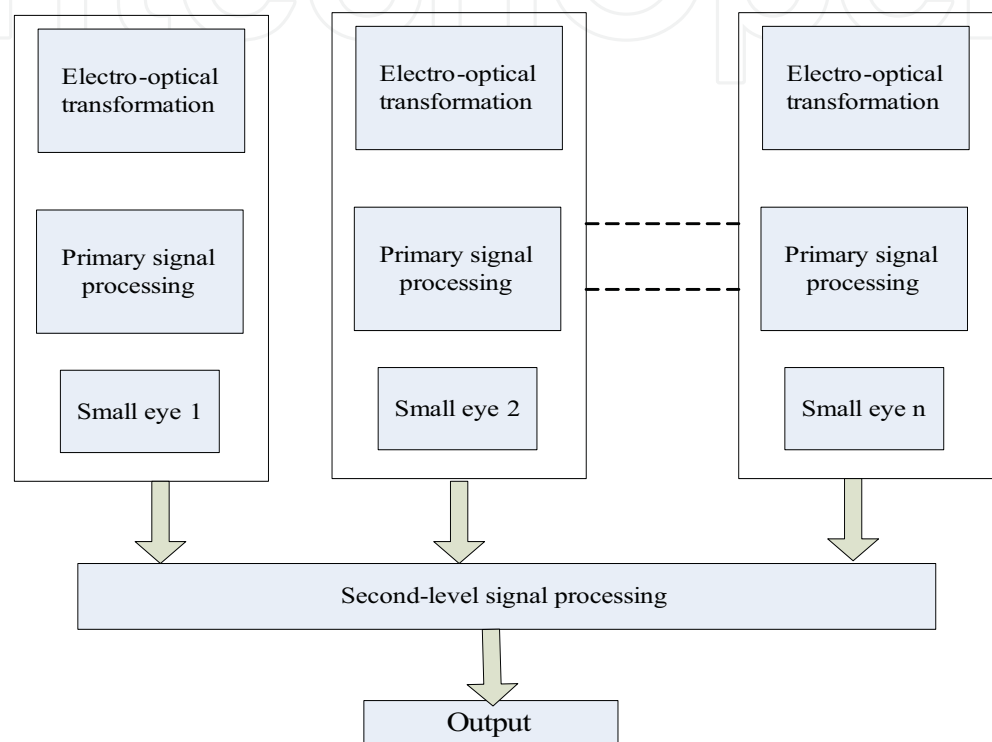 Electro-optical
transformation
Primary signal
processing
Small eye 1
Electro-optical
transformation
Primary signal
processing
Small eye 2
Electro-optical
transformation
Primary signal
processing
Small eye n
Second-level signal processing
Output